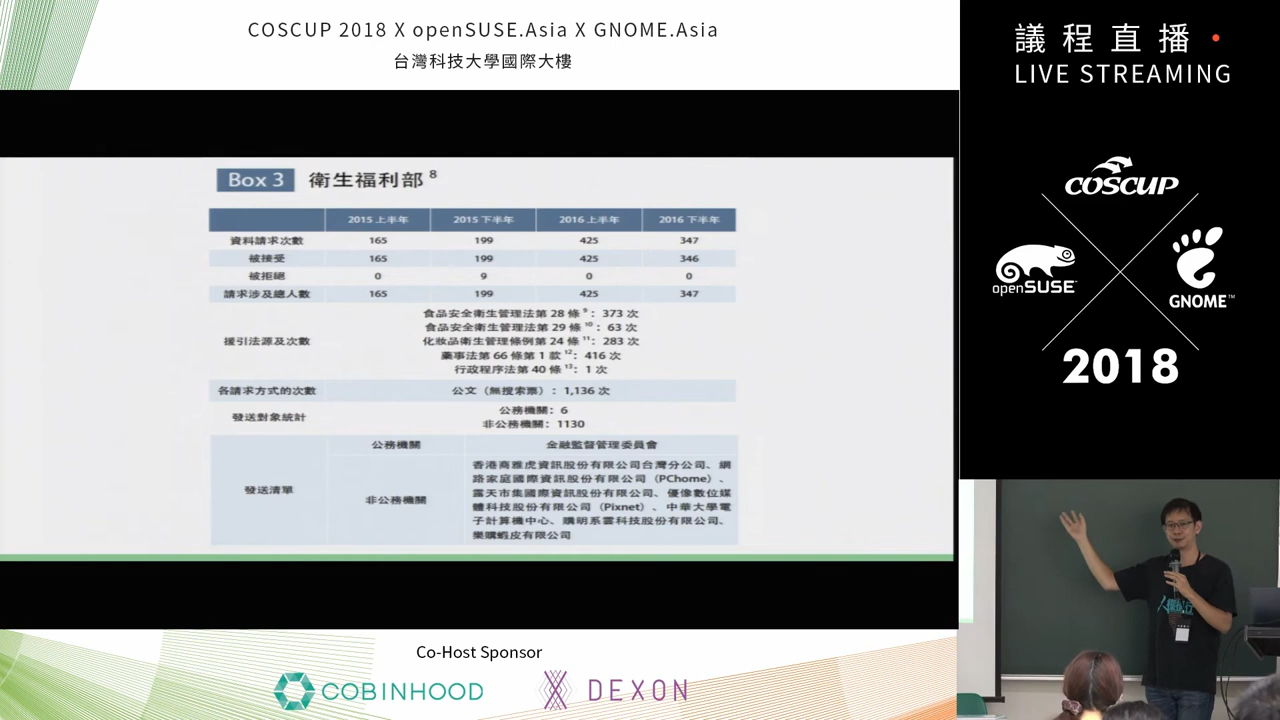 COSCUP 2018 X openSUSE.Asia X GNOME.Asia
台灣科技大學國際大樓
議程直播
LIVE STREAMING
COSCUP
openSUSE
GNOME™
2018
Box 3 衛生福利部 8
2015 上半年 2015 下半年 2016 上半年 2016 下半年
資料請求次數 165 199 425 347
被接受 165 199 425 346
被拒絕 0 9 0 0
請求涉及總人數 165 199 425 347
援引法源及次數
食品安全衛生管理法第 28 條 9：373 次
食品安全衛生管理法第 29 條 10：63 次
化妝品衛生管理條例第 24 條 11：283 次
藥事法第 66 條第 1 款 12：416 次
行政程序法第 40 條 13：1 次
各請求方式的次數 公文（無搜索票）：1,136 次
發送對象統計
公務機關：6
非公務機關：1130
發送清單
公務機關 金融監督管理委員會
非公務機關
香港商雅虎資訊股份有限公司台灣分公司、網
路家庭國際資訊股份有限公司（PChome）、
露天市集國際資訊股份有限公司、優像數位媒
體科技股份有限公司（Pixnet）、中華大學電
子計算機中心、購明系雲科技股份有限公司、
樂購蝦皮有限公司
Co-Host Sponsor
COBINHOOD
DEXON